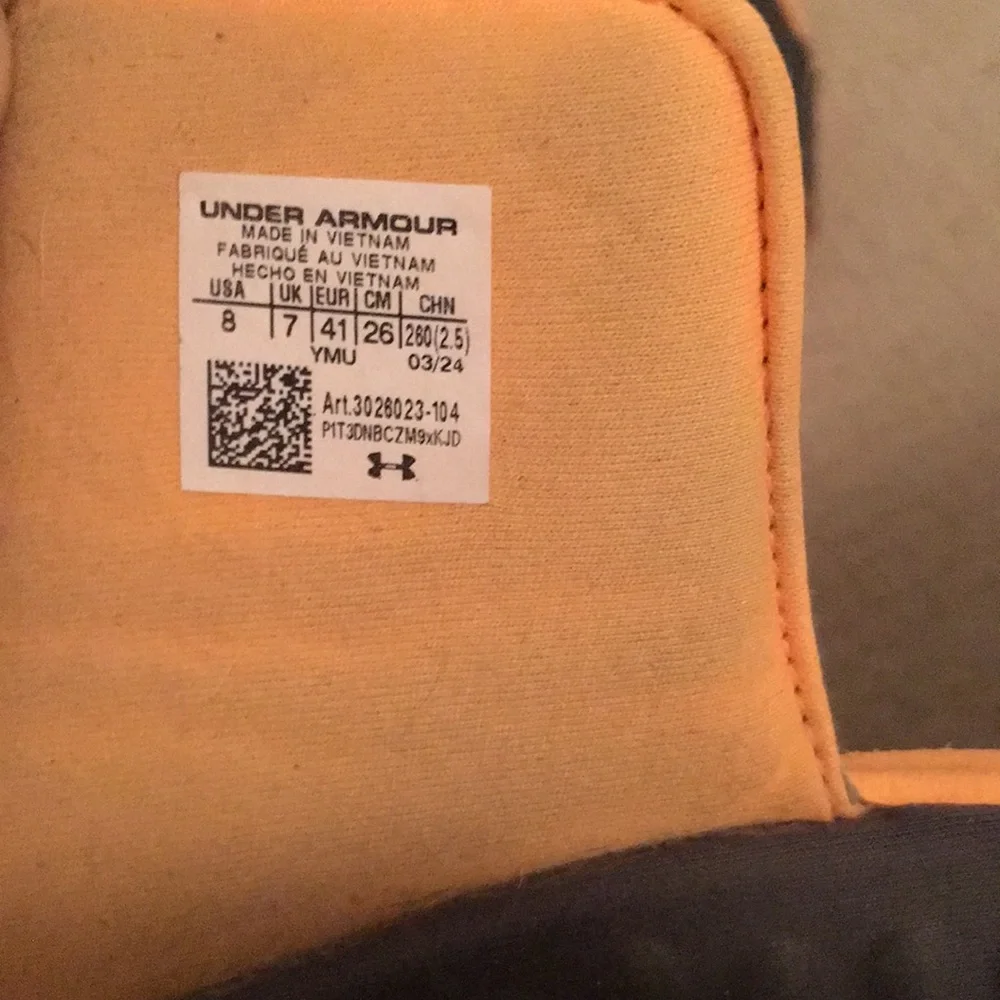 UNDER ARMOUR
MADE IN VIETNAM
FABRIQUÉ AU VIETNAM
HECHO EN VIETNAM
USA UK EUR CM CHN
8 7 41 26 260(2.5)
YMU 03/24
Art.3026023-104
P1T3DNBCZM9xKJD